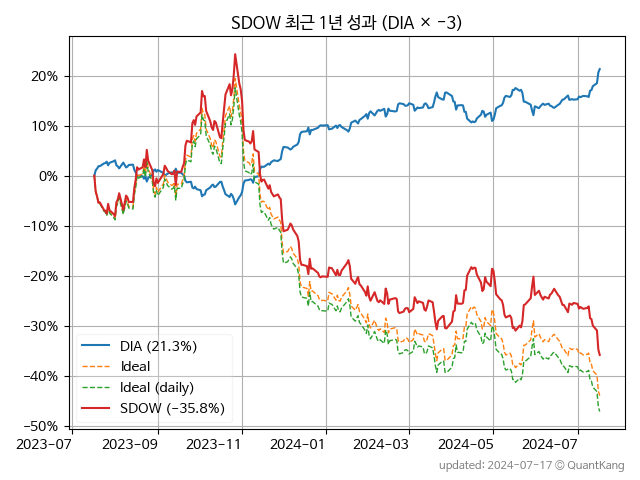 SDOW 최근 1년 성과 (DIA × −3)
20%
10%
0%
−10%
−20%
−30%
−40%
−50%
DIA (21.3%)
Ideal
Ideal (daily)
SDOW (−35.8%)
2023-07
2023-09
2023-11
2024-01
2024-03
2024-05
2024-07
updated: 2024-07-17 © QuantKang